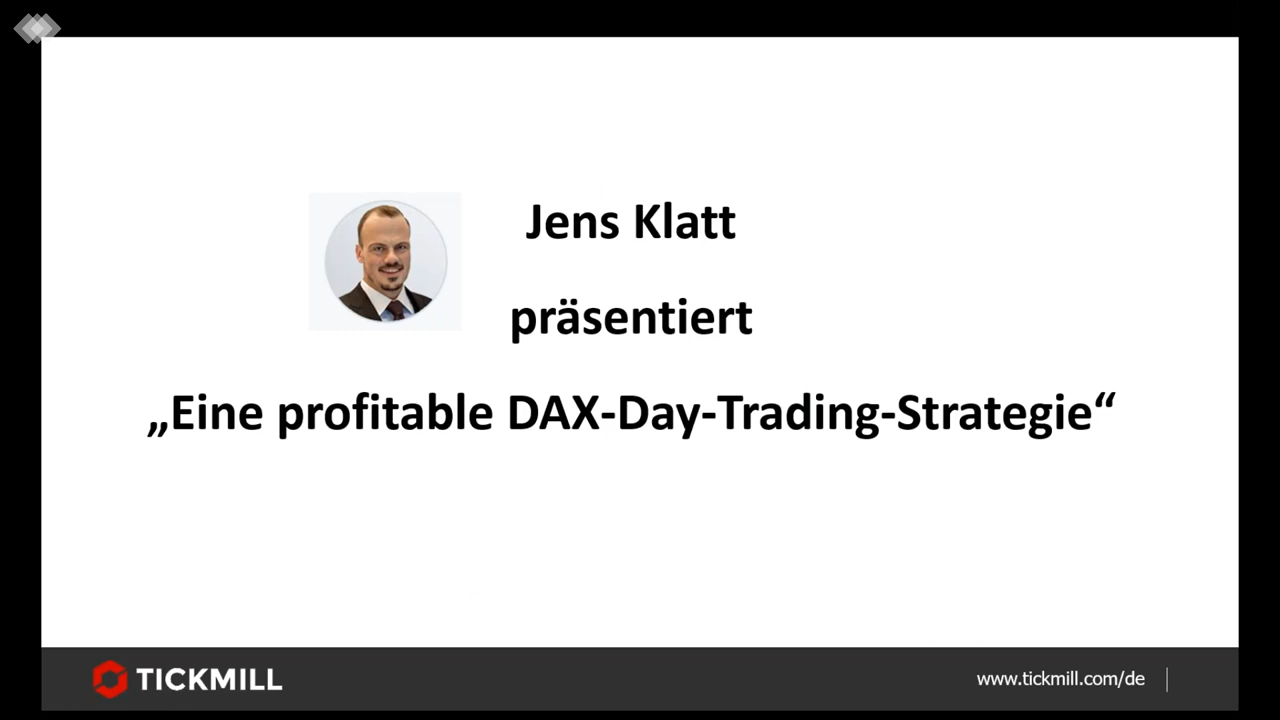 Jens Klatt
präsentiert
„Eine profitable DAX-Day-Trading-Strategie“
TICKMILL
www.tickmill.com/de